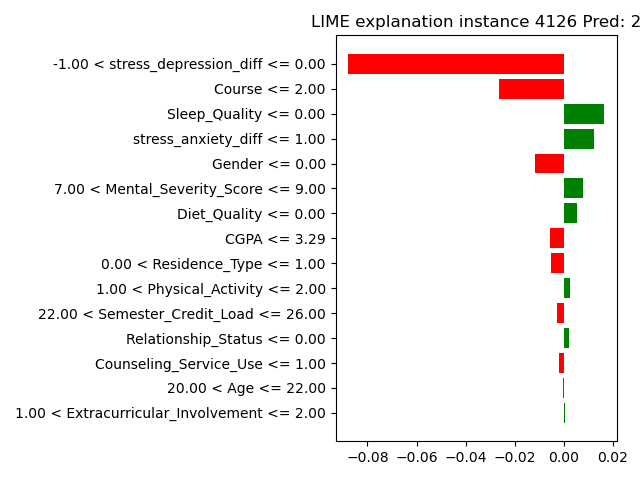 LIME explanation instance 4126 Pred: 2
-1.00 < stress_depression_diff <= 0.00
Course <= 2.00
Sleep_Quality <= 0.00
stress_anxiety_diff <= 1.00
Gender <= 0.00
7.00 < Mental_Severity_Score <= 9.00
Diet_Quality <= 0.00
CGPA <= 3.29
0.00 < Residence_Type <= 1.00
1.00 < Physical_Activity <= 2.00
22.00 < Semester_Credit_Load <= 26.00
Relationship_Status <= 0.00
Counseling_Service_Use <= 1.00
20.00 < Age <= 22.00
1.00 < Extracurricular_Involvement <= 2.00
−0.08 −0.06 −0.04 −0.02 0.00 0.02